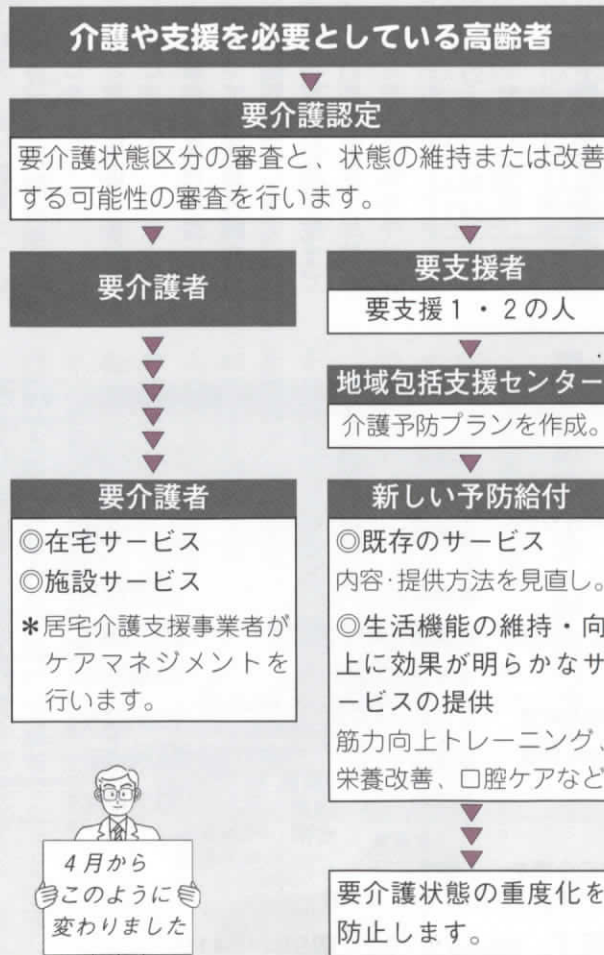 介護や支援を必要としている高齢者
要介護認定
要介護状態区分の審査と、状態の維持または改善
する可能性の審査を行います。
要介護者
要支援者
要支援1・2の人
地域包括支援センター
介護予防プランを作成。
要介護者
◎在宅サービス
◎施設サービス
*居宅介護支援事業者が
ケアマネジメントを
行います。
新しい予防給付
◎既存のサービス
内容・提供方法を見直し。
◎生活機能の維持・向
上に効果が明らかなサ
ービスの提供
筋力向上トレーニング、
栄養改善、口腔ケアなど
要介護状態の重度化を
防止します。
4月から
このように
変わりました